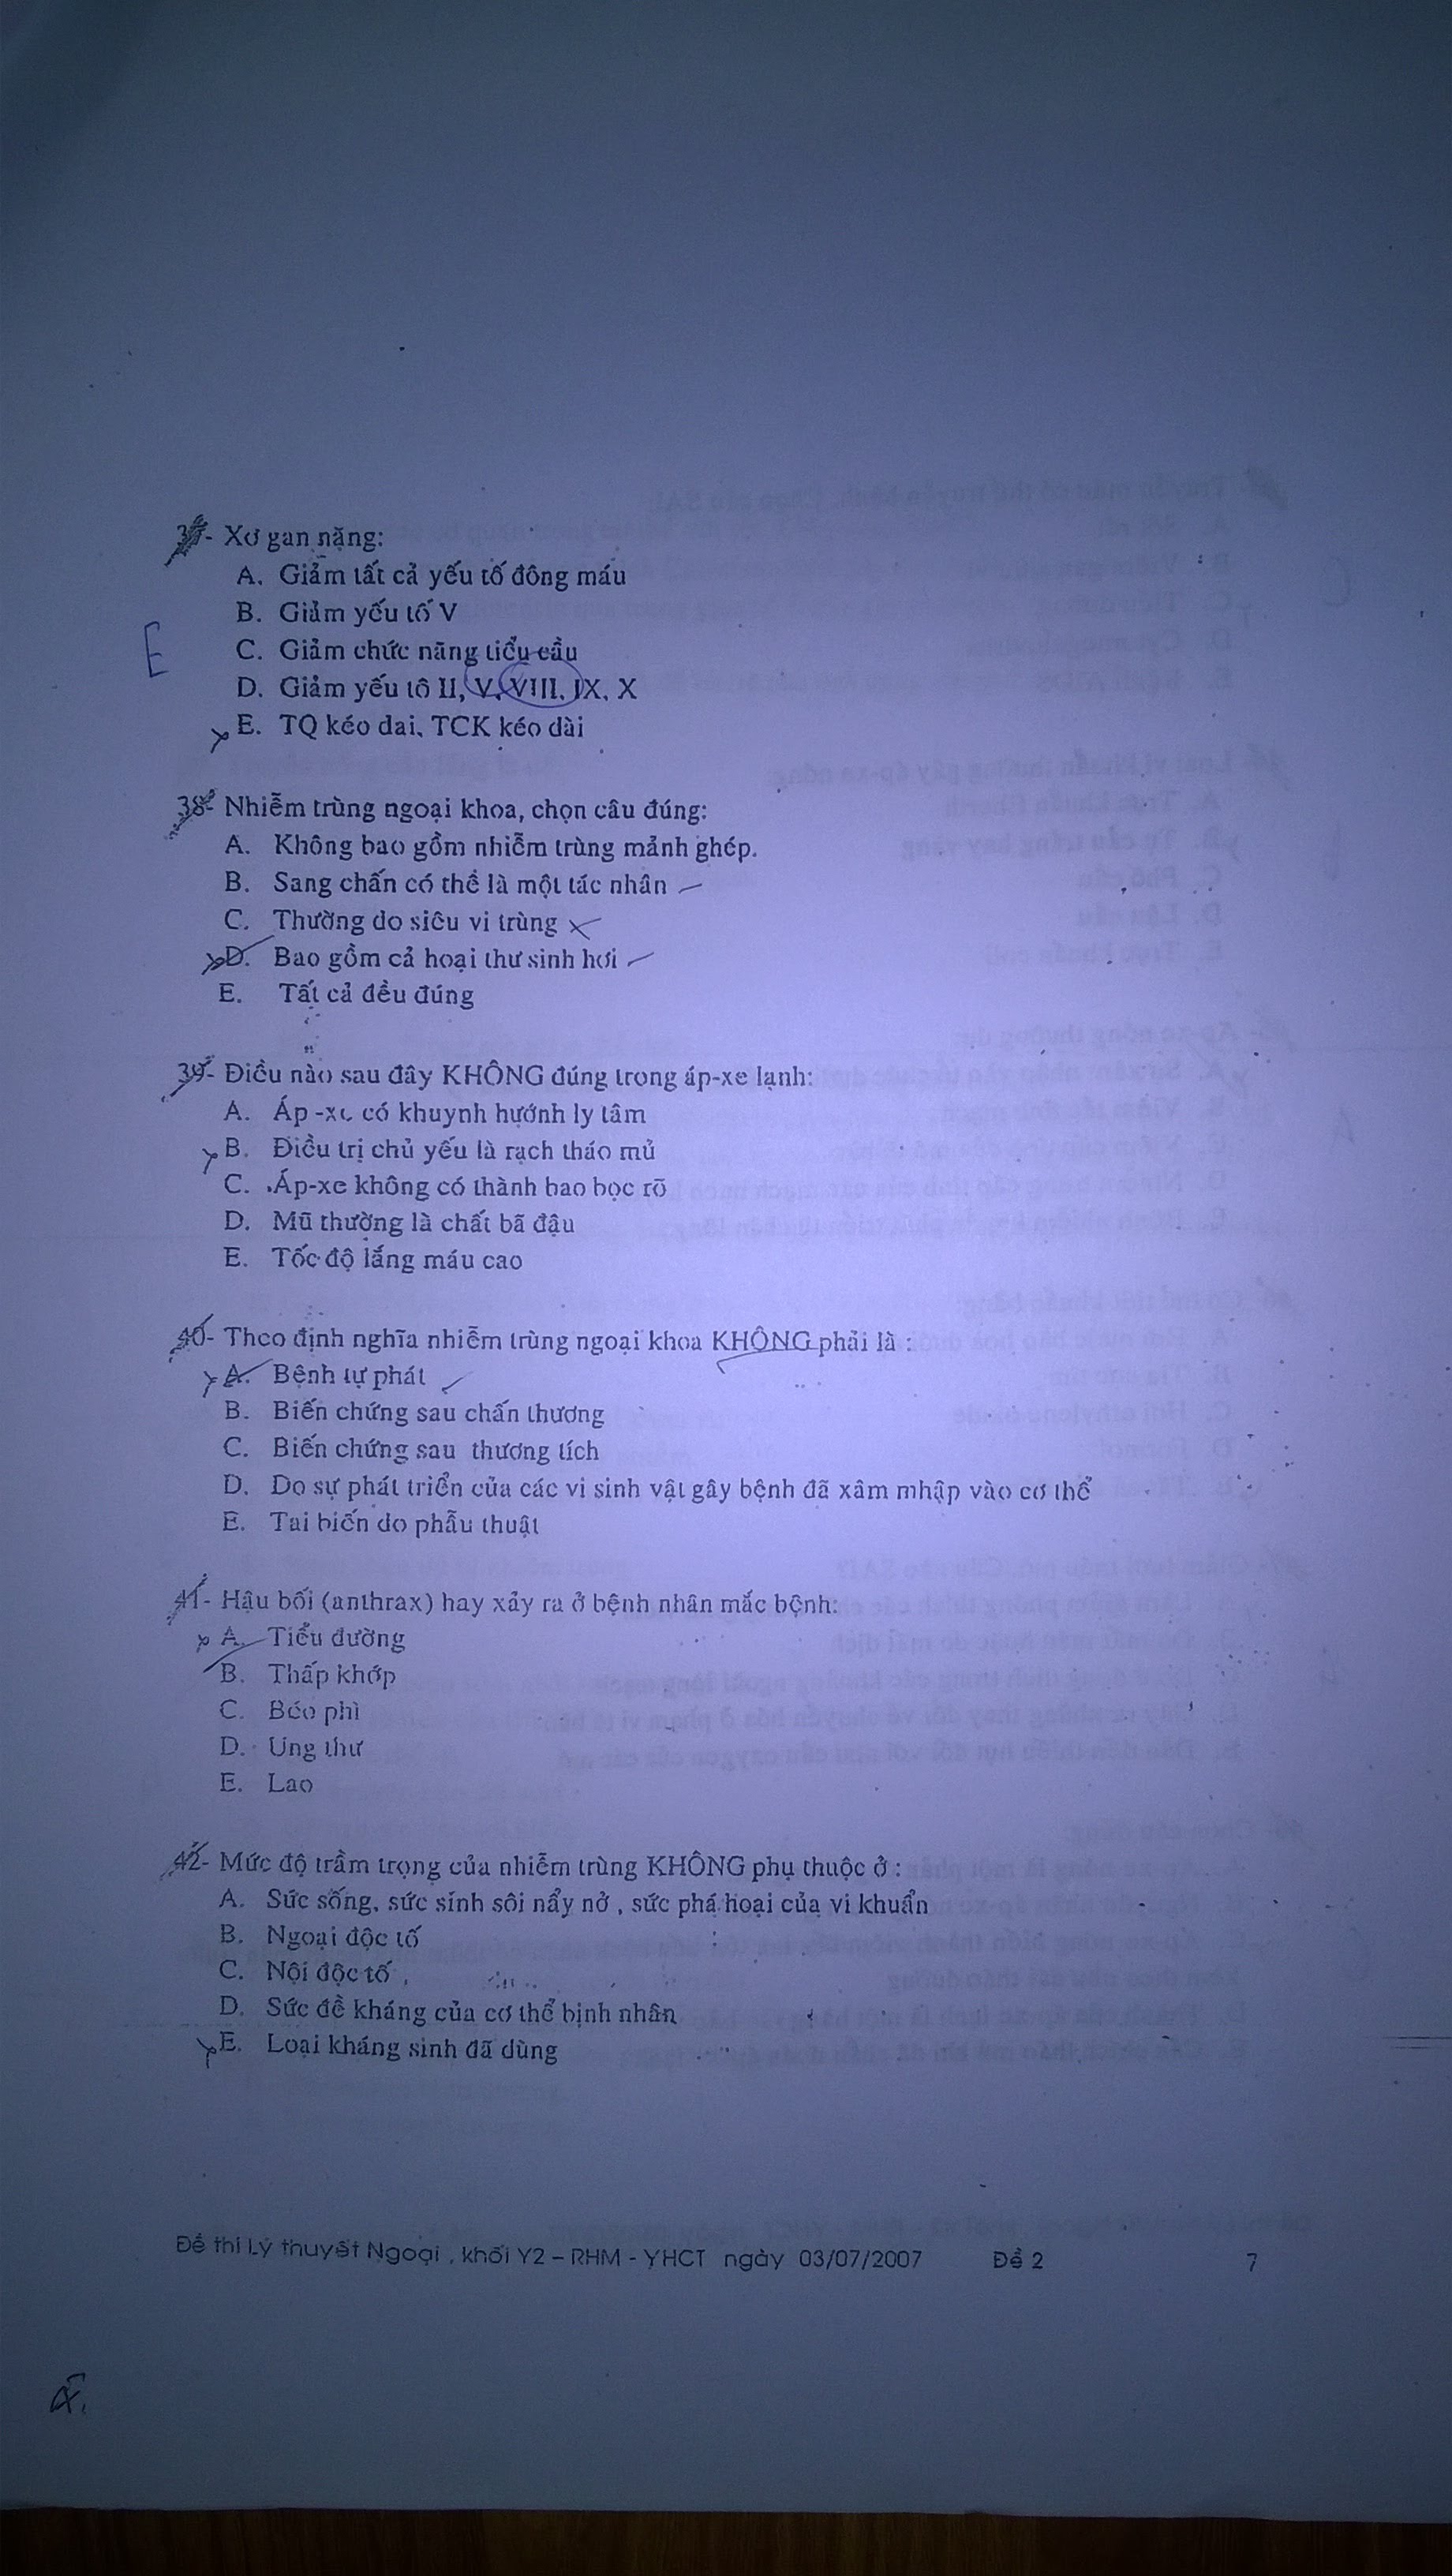 37- Xơ gan nặng:
A. Giảm tất cả yếu tố đông máu
B. Giảm yếu tố V
E
C. Giảm chức năng tiểu cầu
D. Giảm yếu tô II, V, VIII, IX, X
E. TQ kéo dai, TCK kéo dài
38- Nhiễm trùng ngoại khoa, chọn câu đúng:
A. Không bao gồm nhiễm trùng mảnh ghép.
B. Sang chấn có thể là một tác nhân
C. Thường do siêu vi trùng
D. Bao gồm cả hoại thư sinh hơi
E. Tất cả đều đúng
39- Điều nào sau đây KHÔNG đúng trong áp-xe lạnh:
A. Áp -xe có khuynh hướnh ly tâm
B. Điều trị chủ yếu là rạch tháo mủ
C. Áp-xe không có thành bao bọc rõ
D. Mũ thường là chất bã đậu
E. Tốc độ lắng máu cao
40- Theo định nghĩa nhiễm trùng ngoại khoa KHÔNG phải là :
A. Bệnh tự phát
B. Biến chứng sau chấn thương
C. Biến chứng sau thương tích
D. Do sự phát triển của các vi sinh vật gây bệnh đã xâm mhập vào cơ thể
E. Tai biến do phẫu thuật
41- Hậu bối (anthrax) hay xảy ra ở bệnh nhân mắc bệnh:
A. Tiểu đường
B. Thấp khớp
C. Béo phì
D. Ung thư
E. Lao
42- Mức độ trầm trọng của nhiễm trùng KHÔNG phụ thuộc ở :
A. Sức sống, sức sính sôi nẩy nở , sức phá hoại của vi khuẩn
B. Ngoại độc tố
C. Nội độc tố
D. Sức đề kháng của cơ thể bịnh nhân
E. Loại kháng sinh đã dùng
Đề thi Lý thuyết Ngoại , khối Y2 – RHM - YHCT ngày 03/07/2007 Đề 2 7